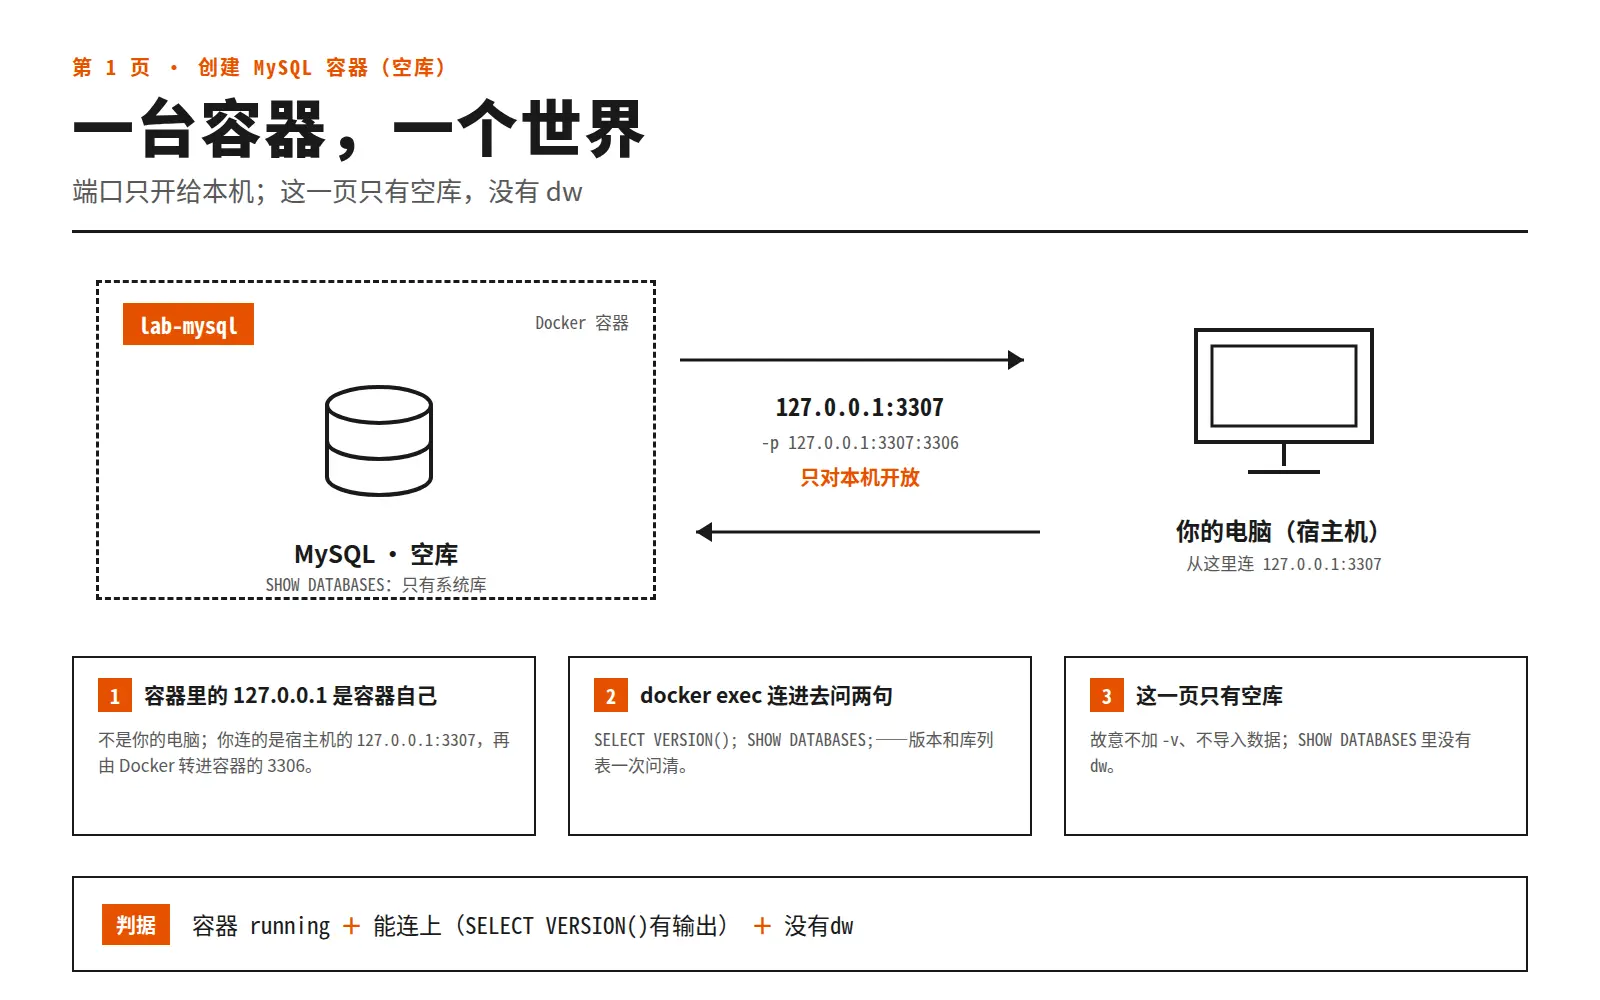 第 1 页 · 创建 MySQL 容器（空库）
一台容器，一个世界
端口只开给本机；这一页只有空库，没有 dw
lab-mysql
Docker 容器
MySQL · 空库
SHOW DATABASES：只有系统库
127.0.0.1:3307
-p 127.0.0.1:3307:3306
只对本机开放
你的电脑（宿主机）
从这里连 127.0.0.1:3307
1 容器里的 127.0.0.1 是容器自己
不是你的电脑；你连的是宿主机的 127.0.0.1:3307，再
由 Docker 转进容器的 3306。
2 docker exec 连进去问两句
SELECT VERSION(); SHOW DATABASES;——版本和库列
表一次问清。
3 这一页只有空库
故意不加 -v、不导入数据；SHOW DATABASES 里没有
dw。
判据 容器 running ＋ 能连上（SELECT VERSION()有输出） ＋ 没有dw